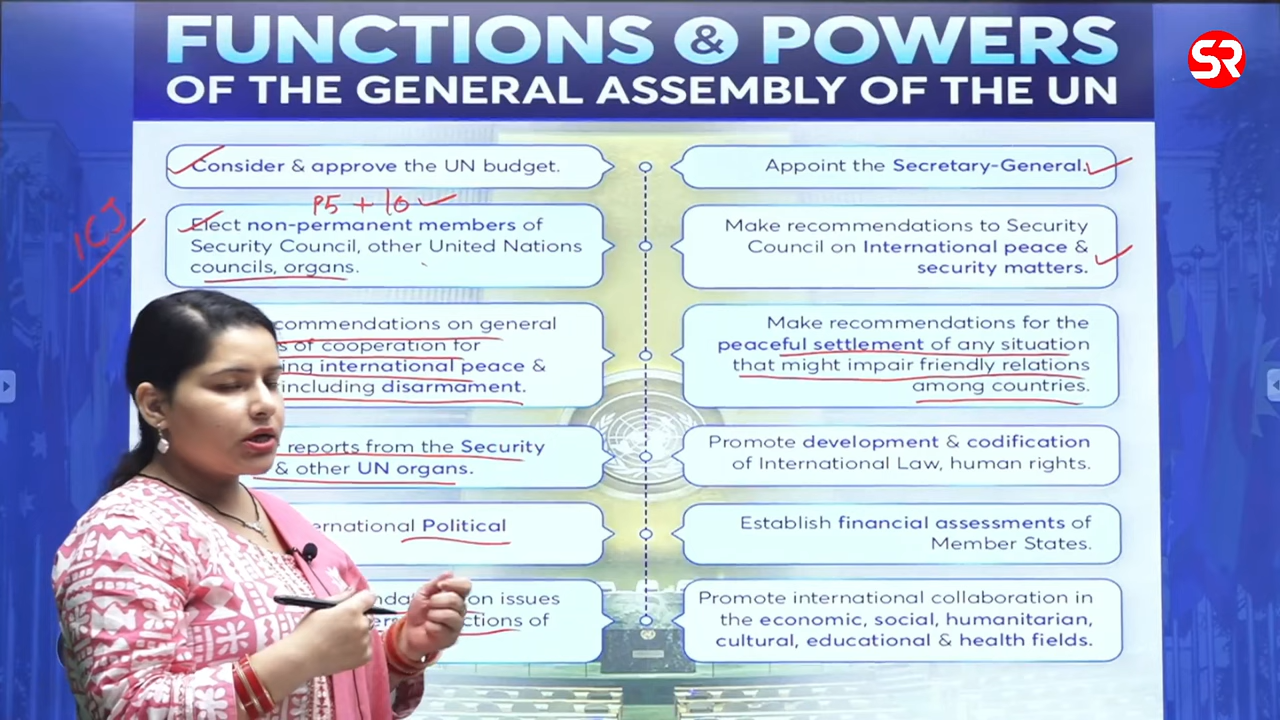 FUNCTIONS & POWERS
OF THE GENERAL ASSEMBLY OF THE UN
SR
Consider & approve the UN budget.
P5 + 10
ICJ
Elect non-permanent members of
Security Council, other United Nations
councils, organs.
commendations on general
of cooperation for
international peace &
including disarmament.
reports from the Security
& other UN organs.
Political
on issues
of
Appoint the Secretary-General.
Make recommendations to Security
Council on International peace &
security matters.
Make recommendations for the
peaceful settlement of any situation
that might impair friendly relations
among countries.
Promote development & codification
of International Law, human rights.
Establish financial assessments of
Member States.
Promote international collaboration in
the economic, social, humanitarian,
cultural, educational & health fields.